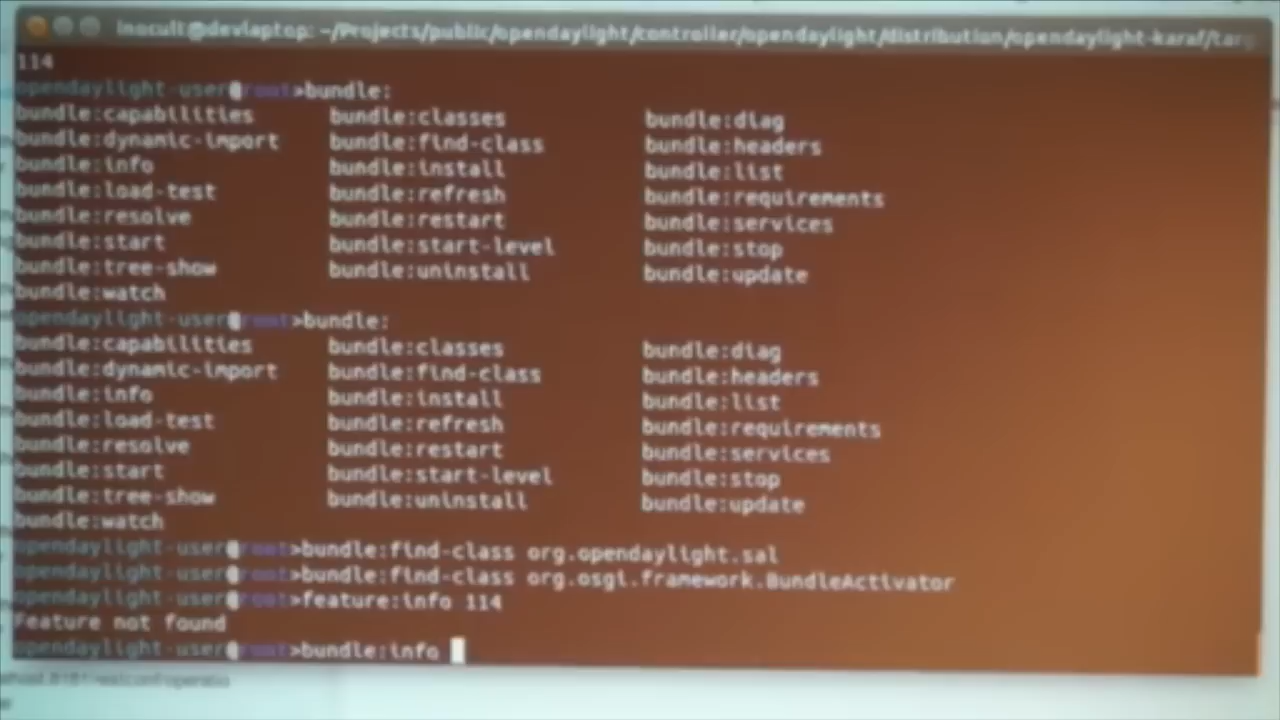 inocult@devlaptop: ~/Projects/public/opendaylight/controller/opendaylight/distribution/opendaylight-karaf/targ
114
opendaylight-user@root>bundle:
bundle:capabilities bundle:classes bundle:diag
bundle:dynamic-import bundle:find-class bundle:headers
bundle:info bundle:install bundle:list
bundle:load-test bundle:refresh bundle:requirements
bundle:resolve bundle:restart bundle:services
bundle:start bundle:start-level bundle:stop
bundle:tree-show bundle:uninstall bundle:update
bundle:watch
opendaylight-user@root>bundle:
bundle:capabilities bundle:classes bundle:diag
bundle:dynamic-import bundle:find-class bundle:headers
bundle:info bundle:install bundle:list
bundle:load-test bundle:refresh bundle:requirements
bundle:resolve bundle:restart bundle:services
bundle:start bundle:start-level bundle:stop
bundle:tree-show bundle:uninstall bundle:update
bundle:watch
opendaylight-user@root>bundle:find-class org.opendaylight.sal
opendaylight-user@root>bundle:find-class org.osgi.framework.BundleActivator
opendaylight-user@root>feature:info 114
Feature not found
opendaylight-user@root>bundle:info